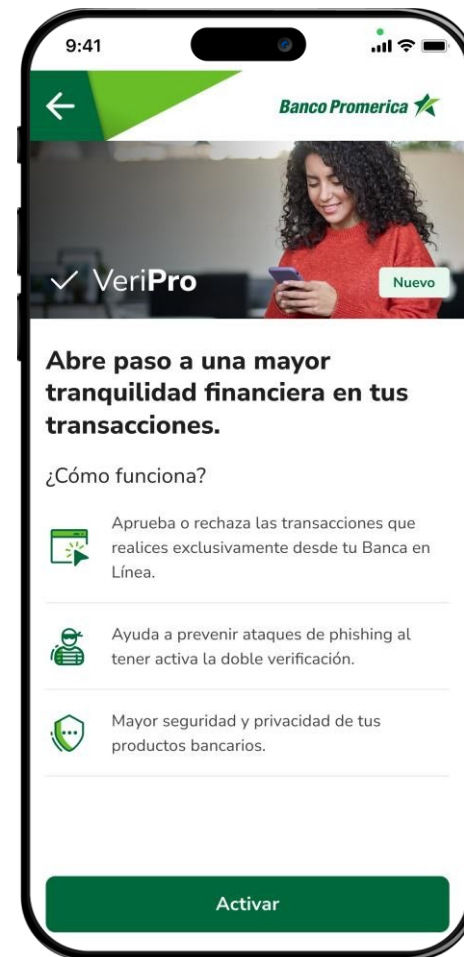 9:41
Banco Promerica
VeriPro
Nuevo
Abre paso a una mayor
tranquilidad financiera en tus
transacciones.
¿Cómo funciona?
Aprueba o rechaza las transacciones que
realices exclusivamente desde tu Banca en
Línea.
Ayuda a prevenir ataques de phishing al
tener activa la doble verificación.
Mayor seguridad y privacidad de tus
productos bancarios.
Activar